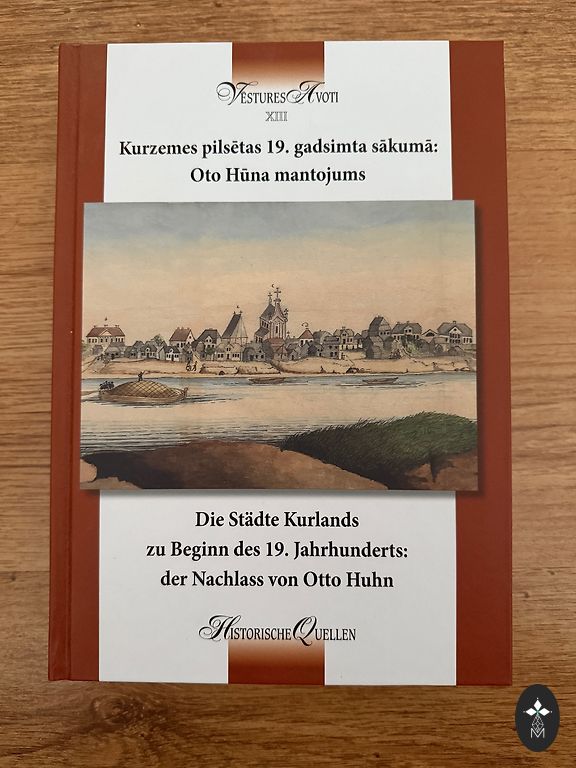 VĒSTURES AVOTI
XIII
Kurzemes pilsētas 19. gadsimta sākumā:
Oto Hūna mantojums
Die Städte Kurlands
zu Beginn des 19. Jahrhunderts:
der Nachlass von Otto Huhn
HISTORISCHE QUELLEN
M